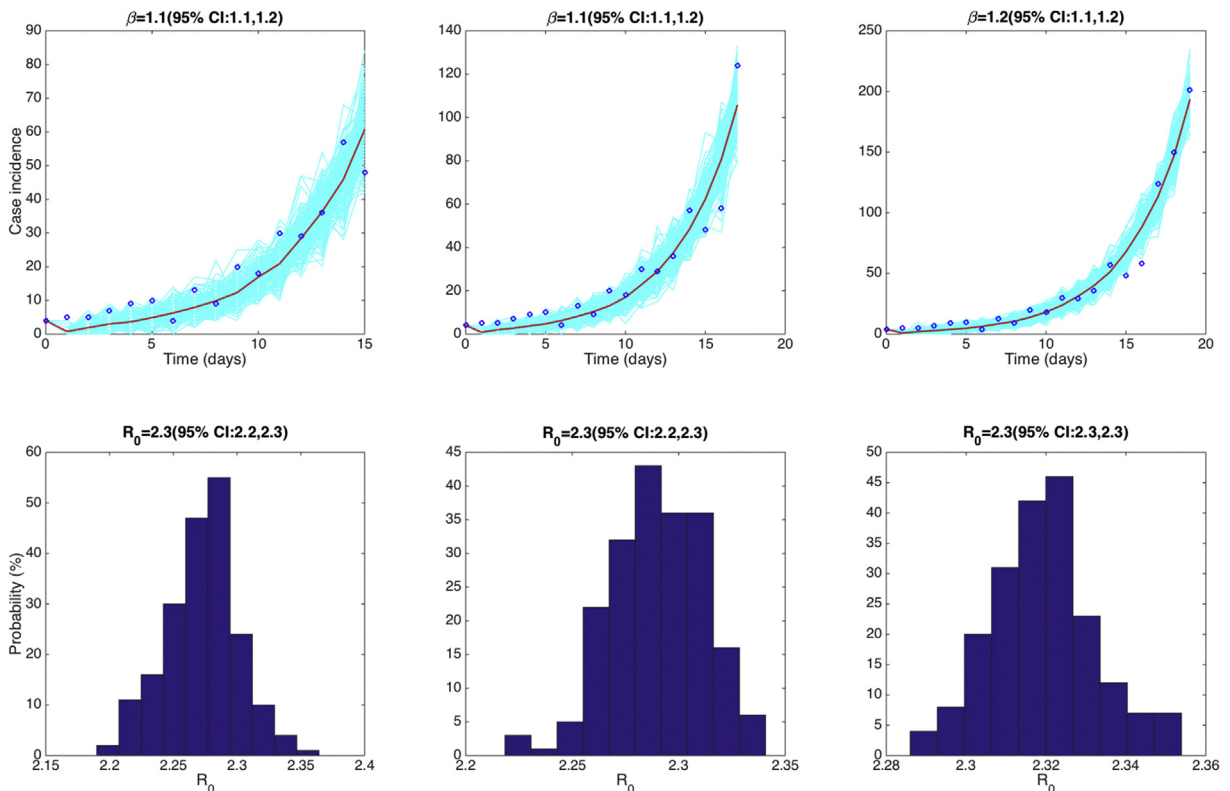 β=1.1(95% CI:1.1,1.2)
90
80
70
60
50
40
30
20
10
0
Case incidence
0 5 10 15
Time (days)
β=1.1(95% CI:1.1,1.2)
140
120
100
80
60
40
20
0
0 5 10 15 20
Time (days)
β=1.2(95% CI:1.1,1.2)
250
200
150
100
50
0
0 5 10 15 20
Time (days)
R0=2.3(95% CI:2.2,2.3)
60
50
40
30
20
10
0
Probability (%)
2.15 2.2 2.25 2.3 2.35 2.4
R0
R0=2.3(95% CI:2.2,2.3)
45
40
35
30
25
20
15
10
5
0
2.2 2.25 2.3 2.35
R0
R0=2.3(95% CI:2.3,2.3)
50
45
40
35
30
25
20
15
10
5
0
2.28 2.3 2.32 2.34 2.36
R0